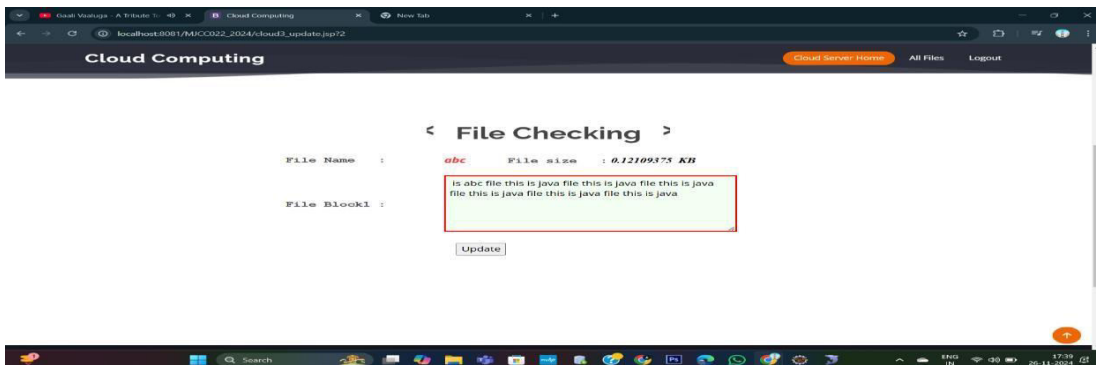 Gaali Vaaluga - A Tribute To
Cloud Computing
New Tab
localhost:8081/MJCC022_2024/cloud3_update.jsp?2
Cloud Computing
Cloud Server Home
All Files
Logout
< File Checking >
File Name : abc File size : 0.12109375 KB
File Block1 :
is abc file this is java file this is java file this is java
file this is java file this is java file this is java
Update
Search
ENG
IN
17:39
26-11-2024